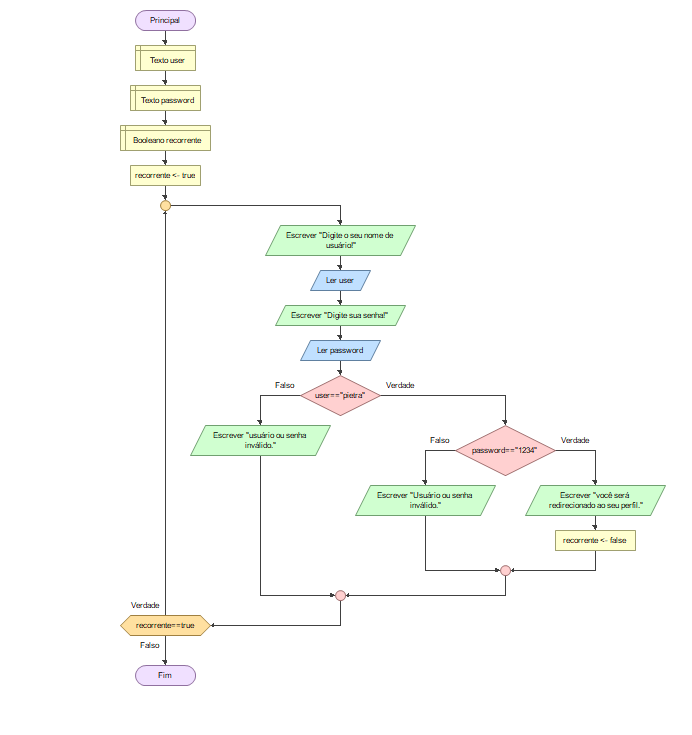 Principal
Texto user
Texto password
Booleano recorrente
recorrente <- true
Escrever "Digite o seu nome de
usuário!"
Ler user
Escrever "Digite sua senha!"
Ler password
Falso
user=="pietra"
Verdade
Escrever "usuário ou senha
inválido."
Falso
password=="1234"
Verdade
Escrever "Usuário ou senha
inválido."
Escrever "você será
redirecionado ao seu perfil."
recorrente <- false
Verdade
recorrente==true
Falso
Fim